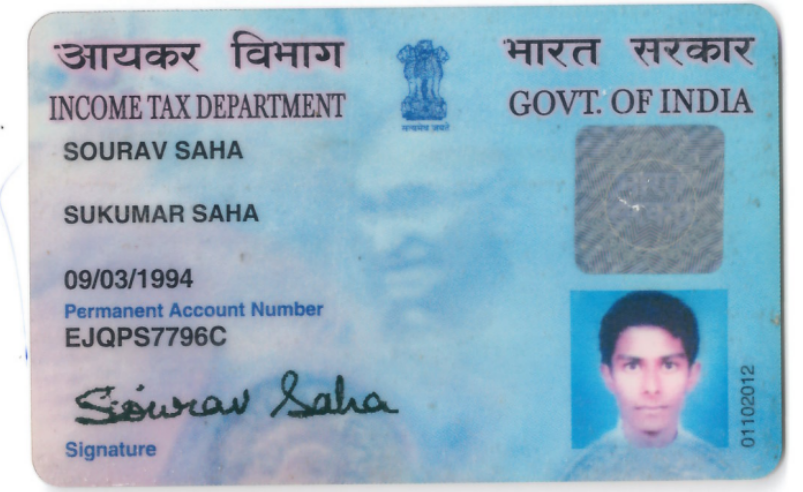 आयकर विभाग
भारत सरकार
INCOME TAX DEPARTMENT
GOVT. OF INDIA
सत्यमेव जयते
SOURAV SAHA
SUKUMAR SAHA
09/03/1994
Permanent Account Number
EJQPS7796C
Sourav Saha
Signature
01102012